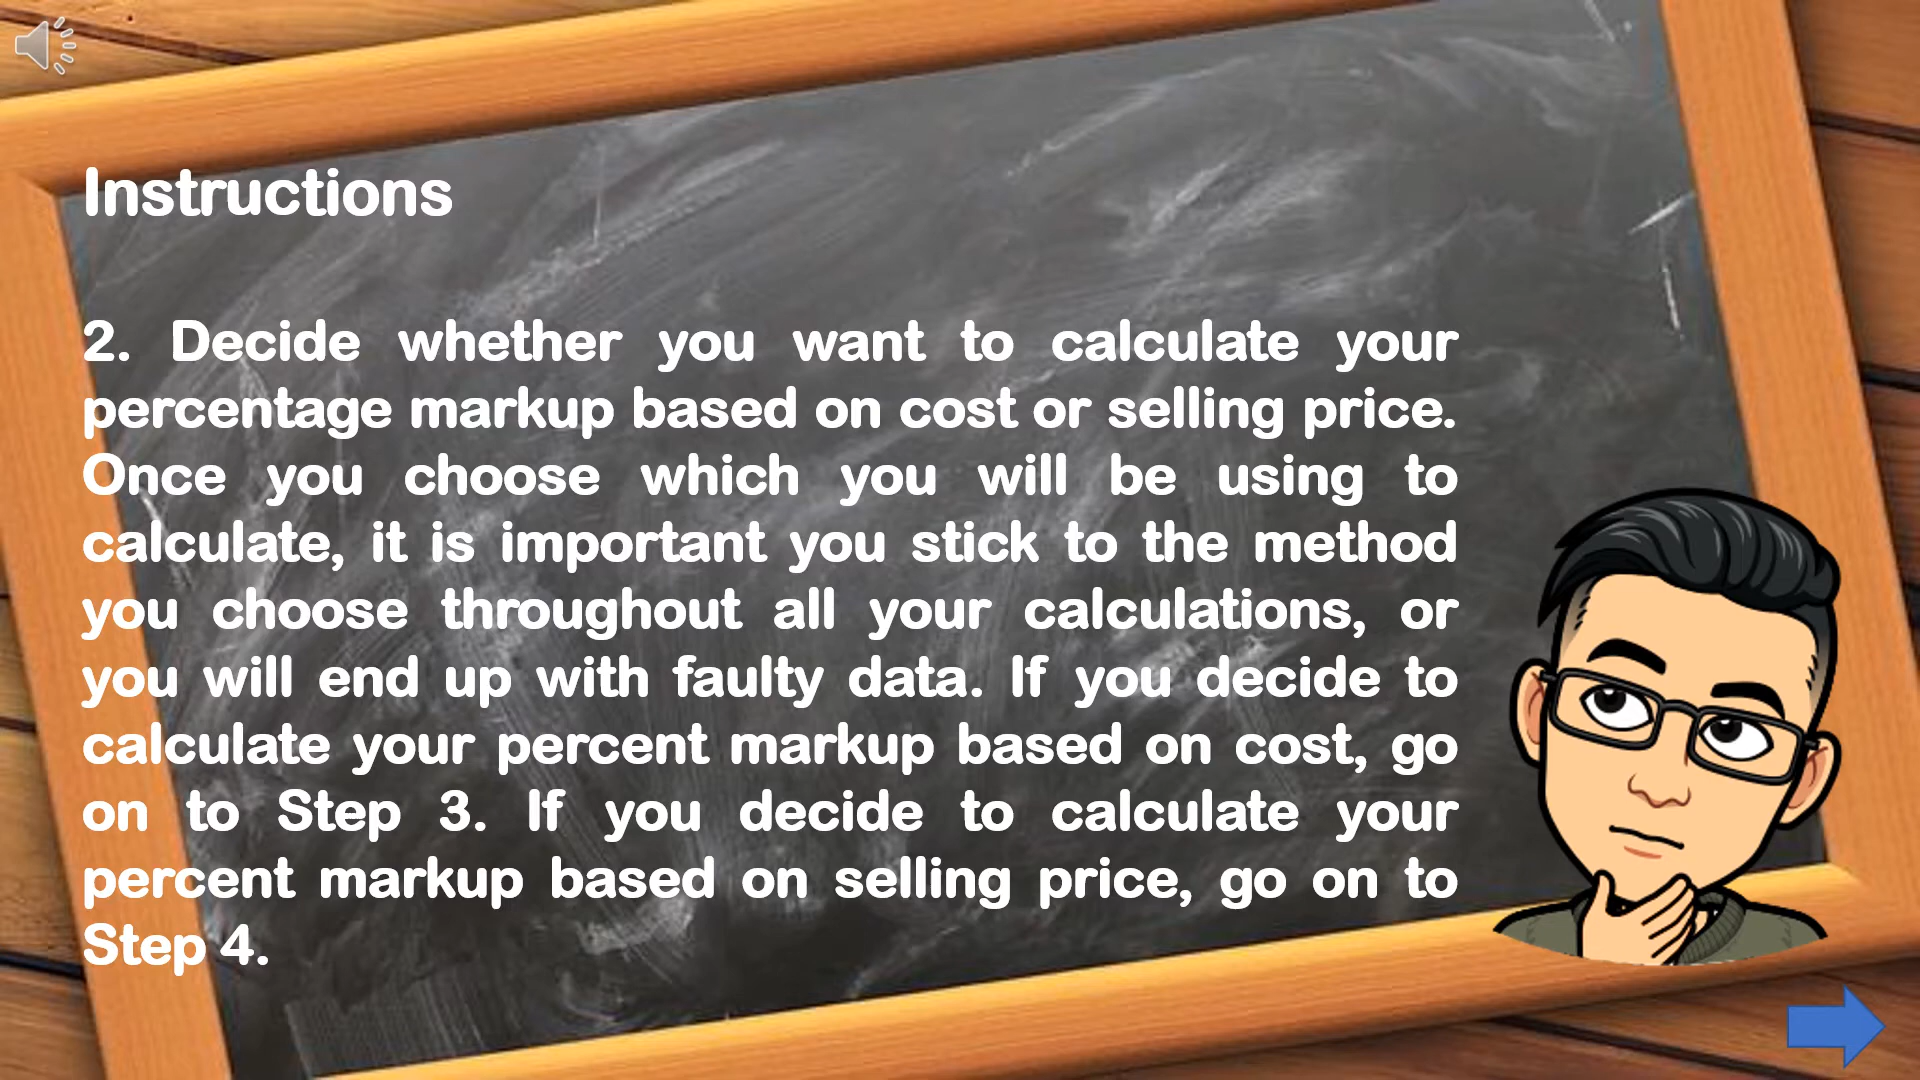 Instructions
2. Decide whether you want to calculate your
percentage markup based on cost or selling price.
Once you choose which you will be using to
calculate, it is important you stick to the method
you choose throughout all your calculations, or
you will end up with faulty data. If you decide to
calculate your percent markup based on cost, go
on to Step 3. If you decide to calculate your
percent markup based on selling price, go on to
Step 4.